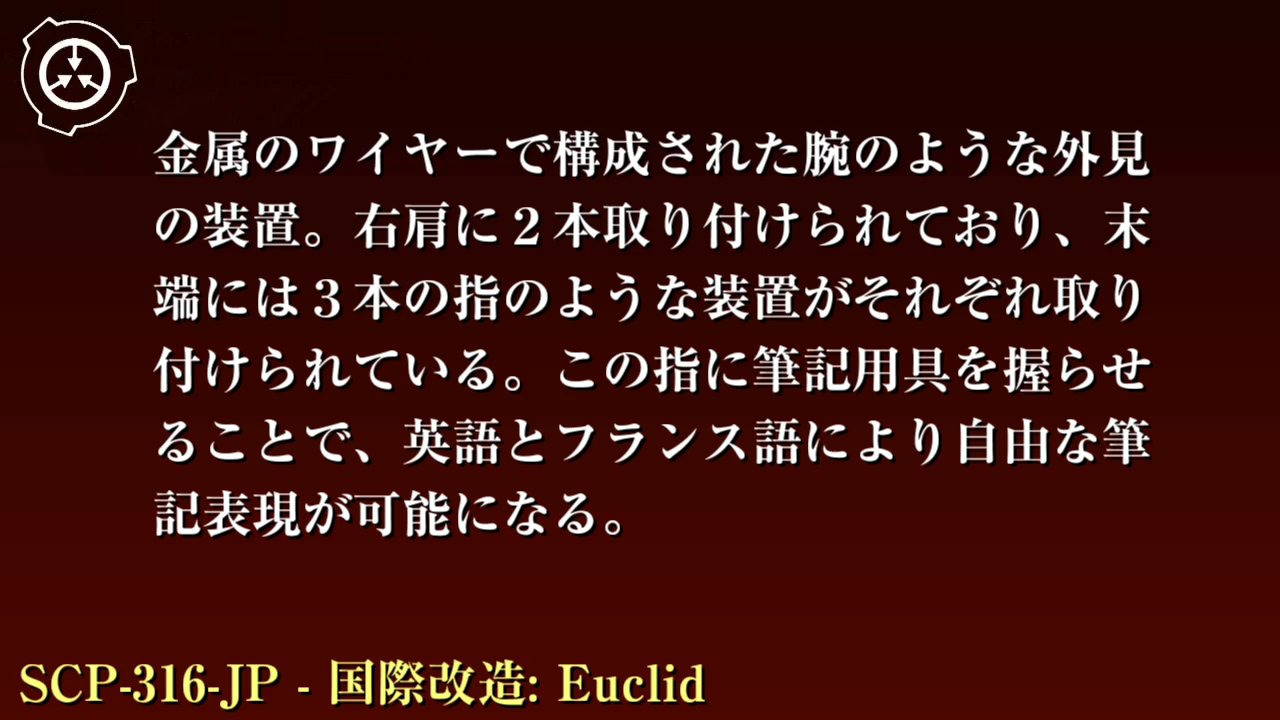 金属のワイヤーで構成された腕のような外見
の装置。右肩に２本取り付けられており、末
端には３本の指のような装置がそれぞれ取り
付けられている。この指に筆記用具を握らせ
ることで、英語とフランス語により自由な筆
記表現が可能になる。
SCP-316-JP - 国際改造: Euclid